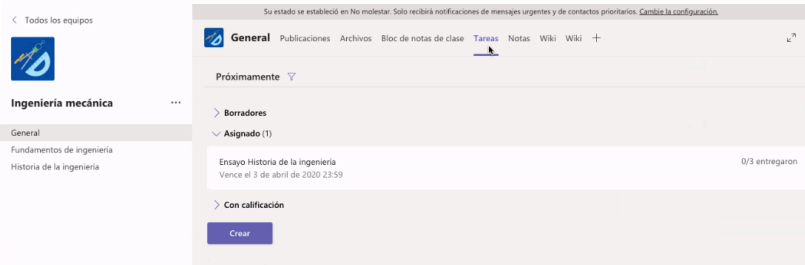 Todos los equipos
Ingeniería mecánica
General
Fundamentos de ingeniería
Historia de la ingeniería
Su estado se estableció en No molestar. Solo recibirá notificaciones de mensajes urgentes y de contactos prioritarios. Cambie la configuración.
General Publicaciones Archivos Bloc de notas de clase Tareas Notas Wiki Wiki
Próximamente
Borradores
Asignado (1)
Ensayo Historia de la ingeniería 0/3 entregaron
Vence el 3 de abril de 2020 23:59
Con calificación
Crear